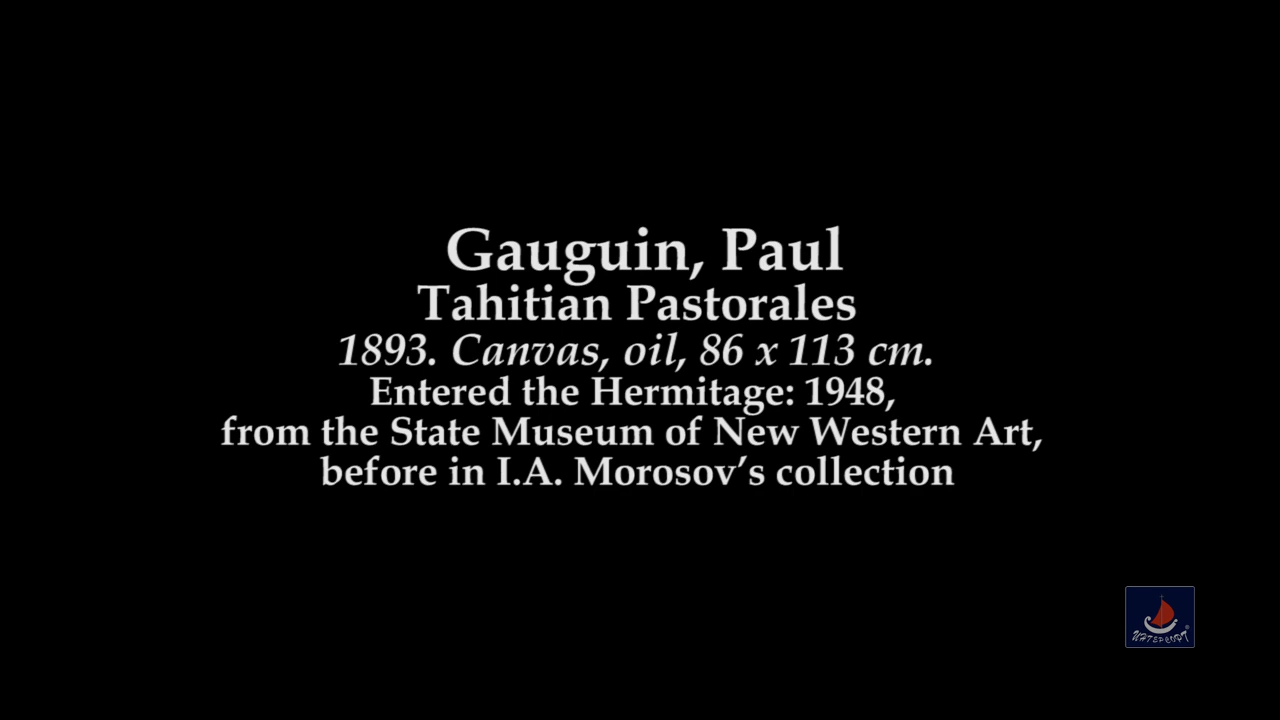 Gauguin, Paul
Tahitian Pastorales
1893. Canvas, oil, 86 x 113 cm.
Entered the Hermitage: 1948,
from the State Museum of New Western Art,
before in I.A. Morosov’s collection